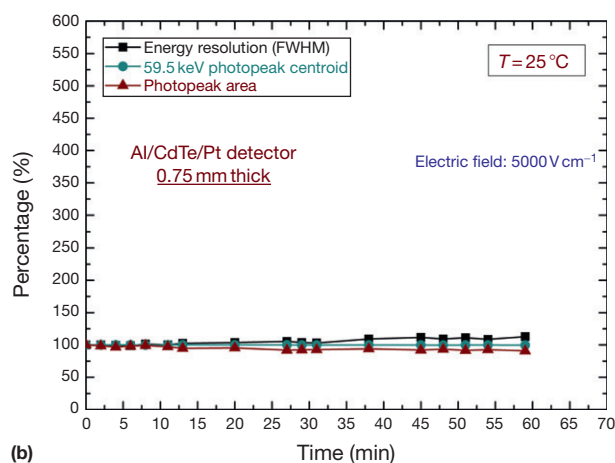 600
550
500
450
400
350
300
250
200
150
100
50
0
Percentage (%)
Energy resolution (FWHM)
59.5 keV photopeak centroid
Photopeak area
T = 25 °C
Al/CdTe/Pt detector
0.75 mm thick
Electric field: 5000 V cm⁻¹
0 5 10 15 20 25 30 35 40 45 50 55 60 65 70
(b)
Time (min)